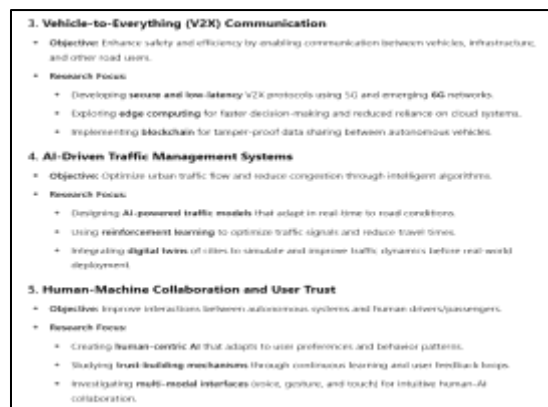 3. Vehicle-to-Everything (V2X) Communication
• Objective: Enhance safety and efficiency by enabling communication between vehicles, infrastructure,
and other road users.
• Research Focus:
• Developing secure and low-latency V2X protocols using 5G and emerging 6G networks.
• Exploring edge computing for faster decision-making and reduced reliance on cloud systems.
• Implementing blockchain for tamper-proof data sharing between autonomous vehicles.
4. AI-Driven Traffic Management Systems
• Objective: Optimize urban traffic flow and reduce congestion through intelligent algorithms.
• Research Focus:
• Designing AI-powered traffic models that adapt in real-time to road conditions.
• Using reinforcement learning to optimize traffic signals and reduce travel times.
• Integrating digital twins of cities to simulate and improve traffic dynamics before real-world
deployment.
5. Human-Machine Collaboration and User Trust
• Objective: Improve interactions between autonomous systems and human drivers/passengers.
• Research Focus:
• Creating human-centric AI that adapts to user preferences and behavior patterns.
• Studying trust-building mechanisms through continuous learning and user feedback loops.
• Investigating multi-modal interfaces (voice, gesture, and touch) for intuitive human-AI
collaboration.